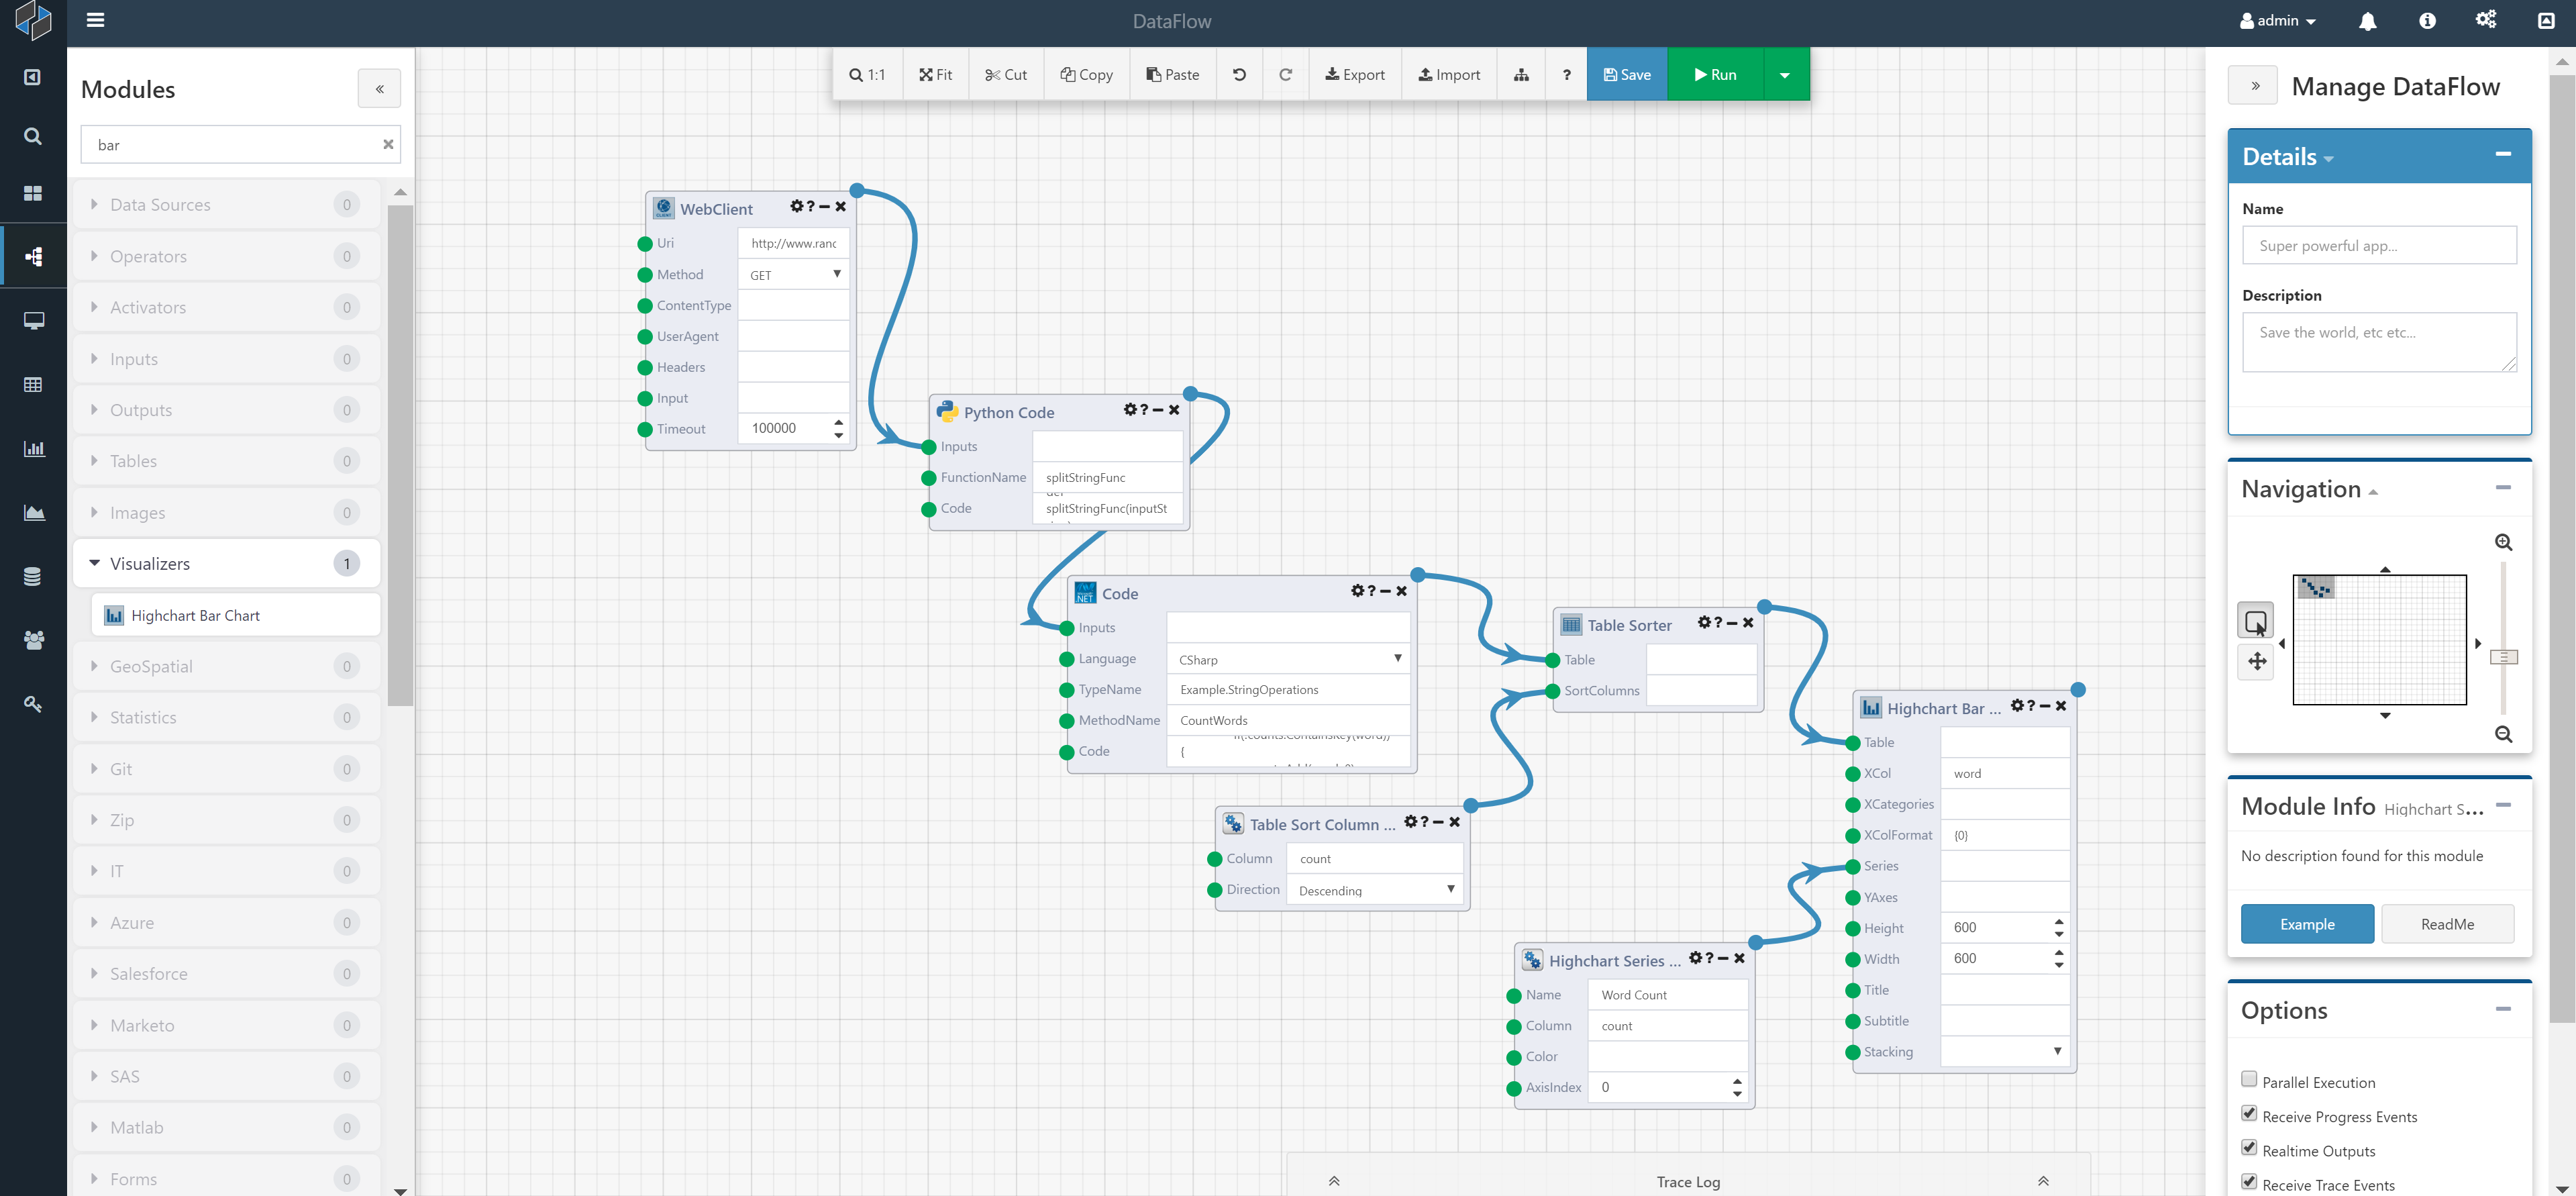 DataFlow
admin
Modules
bar
Data Sources 0
Operators 0
Activators 0
Inputs 0
Outputs 0
Tables 0
Images 0
Visualizers 1
Highchart Bar Chart
GeoSpatial 0
Statistics 0
Git 0
Zip 0
IT 0
Azure 0
Salesforce 0
Marketo 0
SAS 0
Matlab 0
Forms 0
1:1 Fit Cut Copy Paste Export Import ? Save Run
WebClient ?
Uri http://www.ranc
Method GET
ContentType
UserAgent
Headers
Input
Timeout 100000
Python Code ?
Inputs
FunctionName splitStringFunc
Code splitStringFunc(inputSt
.NET Code ?
Inputs
Language CSharp
TypeName Example.StringOperations
MethodName CountWords
Code {
Table Sort Column ... ?
Column count
Direction Descending
Table Sorter ?
Table
SortColumns
Highchart Series ... ?
Name Word Count
Column count
Color
AxisIndex 0
Highchart Bar ... ?
Table
XCol word
XCategories
XColFormat {0}
Series
YAxes
Height 600
Width 600
Title
Subtitle
Stacking
Trace Log
Manage DataFlow
Details
Name
Super powerful app...
Description
Save the world, etc etc...
Navigation
Module Info Highchart S...
No description found for this module
Example ReadMe
Options
Parallel Execution
Receive Progress Events
Realtime Outputs
Receive Trace Events